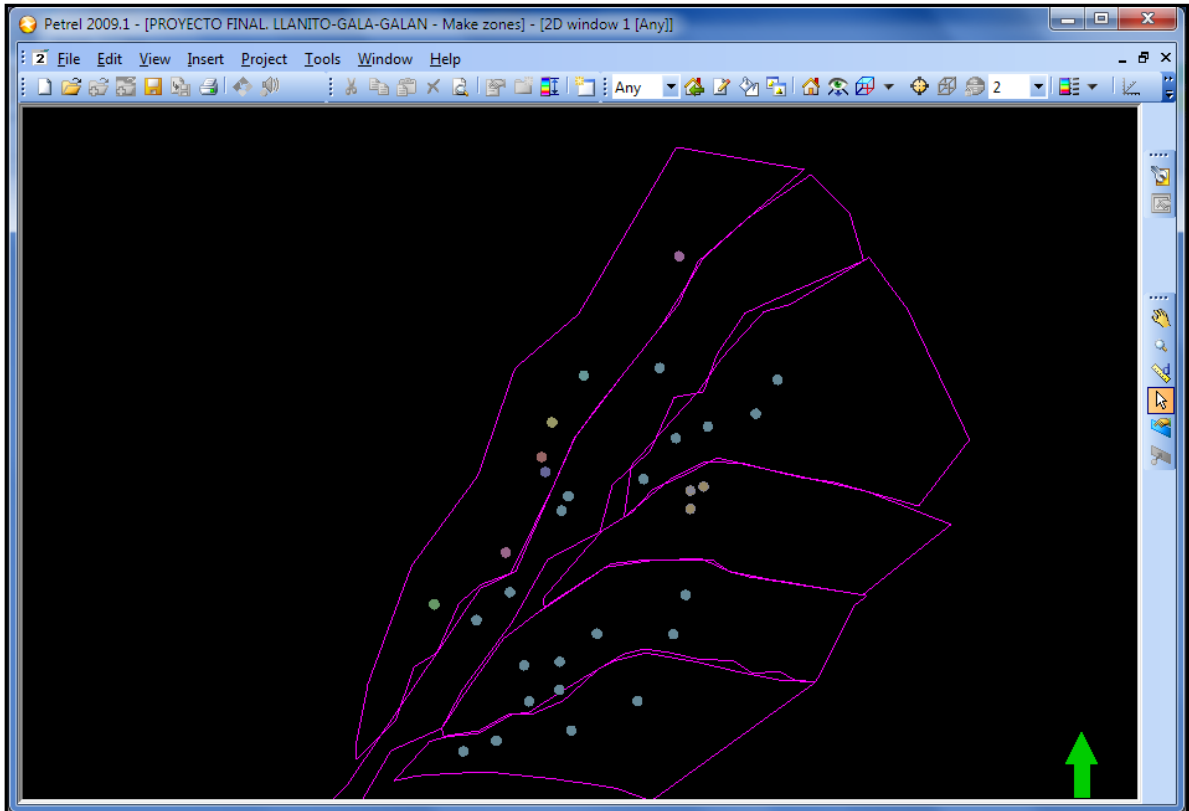 Petrel 2009.1 - [PROYECTO FINAL. LLANITO-GALA-GALAN - Make zones] - [2D window 1 [Any]]
2 File Edit View Insert Project Tools Window Help
Any 2
d